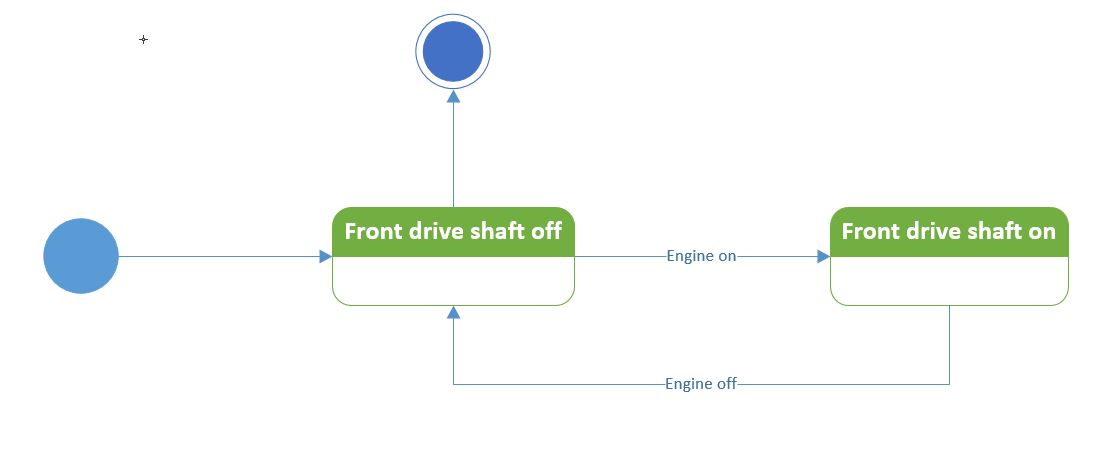 Front drive shaft off
Engine on
Front drive shaft on
Engine off